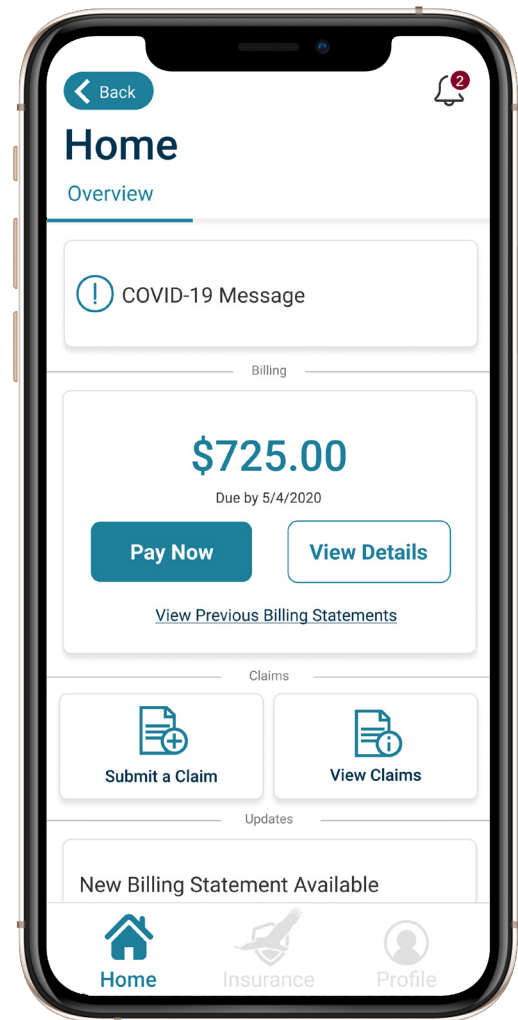 Back
2
Home
Overview
COVID-19 Message
Billing
$725.00
Due by 5/4/2020
Pay Now
View Details
View Previous Billing Statements
Claims
Submit a Claim
View Claims
Updates
New Billing Statement Available
Home
Insurance
Profile